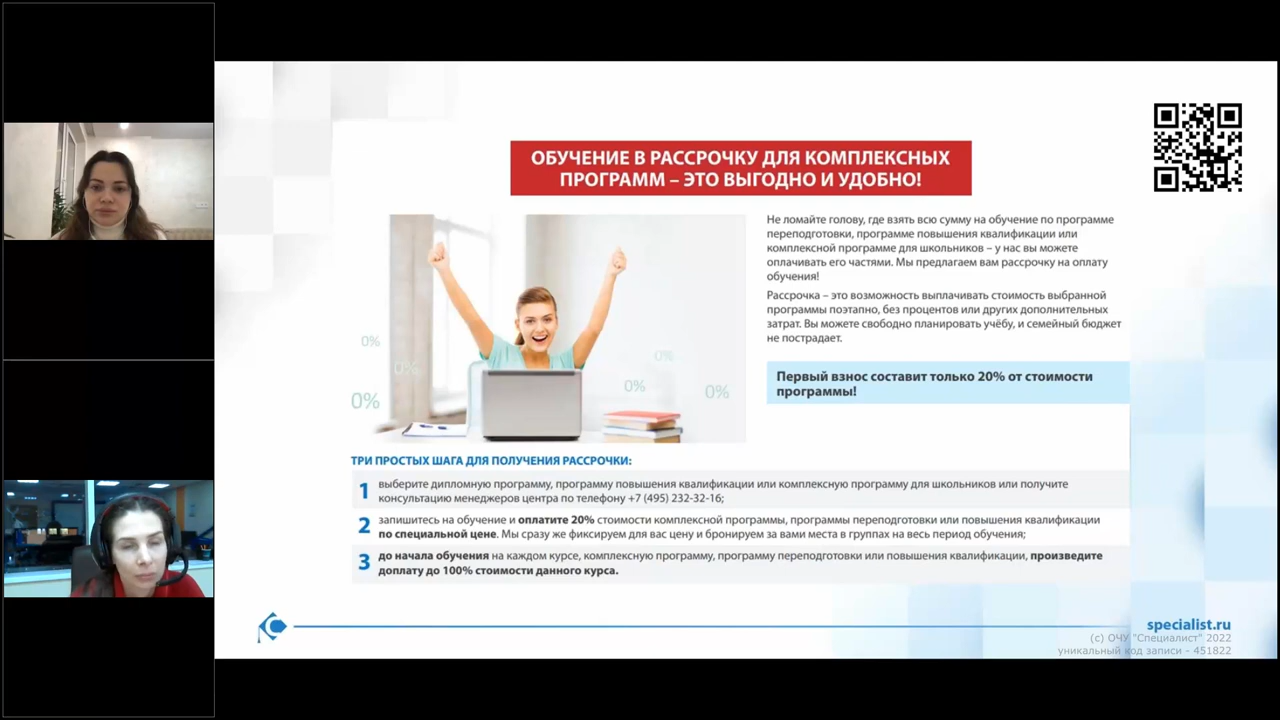 ОБУЧЕНИЕ В РАССРОЧКУ ДЛЯ КОМПЛЕКСНЫХ
ПРОГРАММ – ЭТО ВЫГОДНО И УДОБНО!
Не ломайте голову, где взять всю сумму на обучение по программе
переподготовки, программе повышения квалификации или
комплексной программе для школьников – у нас вы можете
оплачивать его частями. Мы предлагаем вам рассрочку на оплату
обучения!
Рассрочка – это возможность выплачивать стоимость выбранной
программы поэтапно, без процентов или других дополнительных
затрат. Вы можете свободно планировать учёбу, и семейный бюджет
не пострадает.
0%
0%
0%
0%
0%
0%
Первый взнос составит только 20% от стоимости
программы!
ТРИ ПРОСТЫХ ШАГА ДЛЯ ПОЛУЧЕНИЯ РАССРОЧКИ:
1 выберите дипломную программу, программу повышения квалификации или комплексную программу для школьников или получите
консультацию менеджеров центра по телефону +7 (495) 232-32-16;
2 запишитесь на обучение и оплатите 20% стоимости комплексной программы, программы переподготовки или повышения квалификации
по специальной цене. Мы сразу же фиксируем для вас цену и бронируем за вами места в группах на весь период обучения;
3 до начала обучения на каждом курсе, комплексную программу, программу переподготовки или повышения квалификации, произведите
доплату до 100% стоимости данного курса.
specialist.ru
(c) ОЧУ "Специалист" 2022
уникальный код записи - 451822